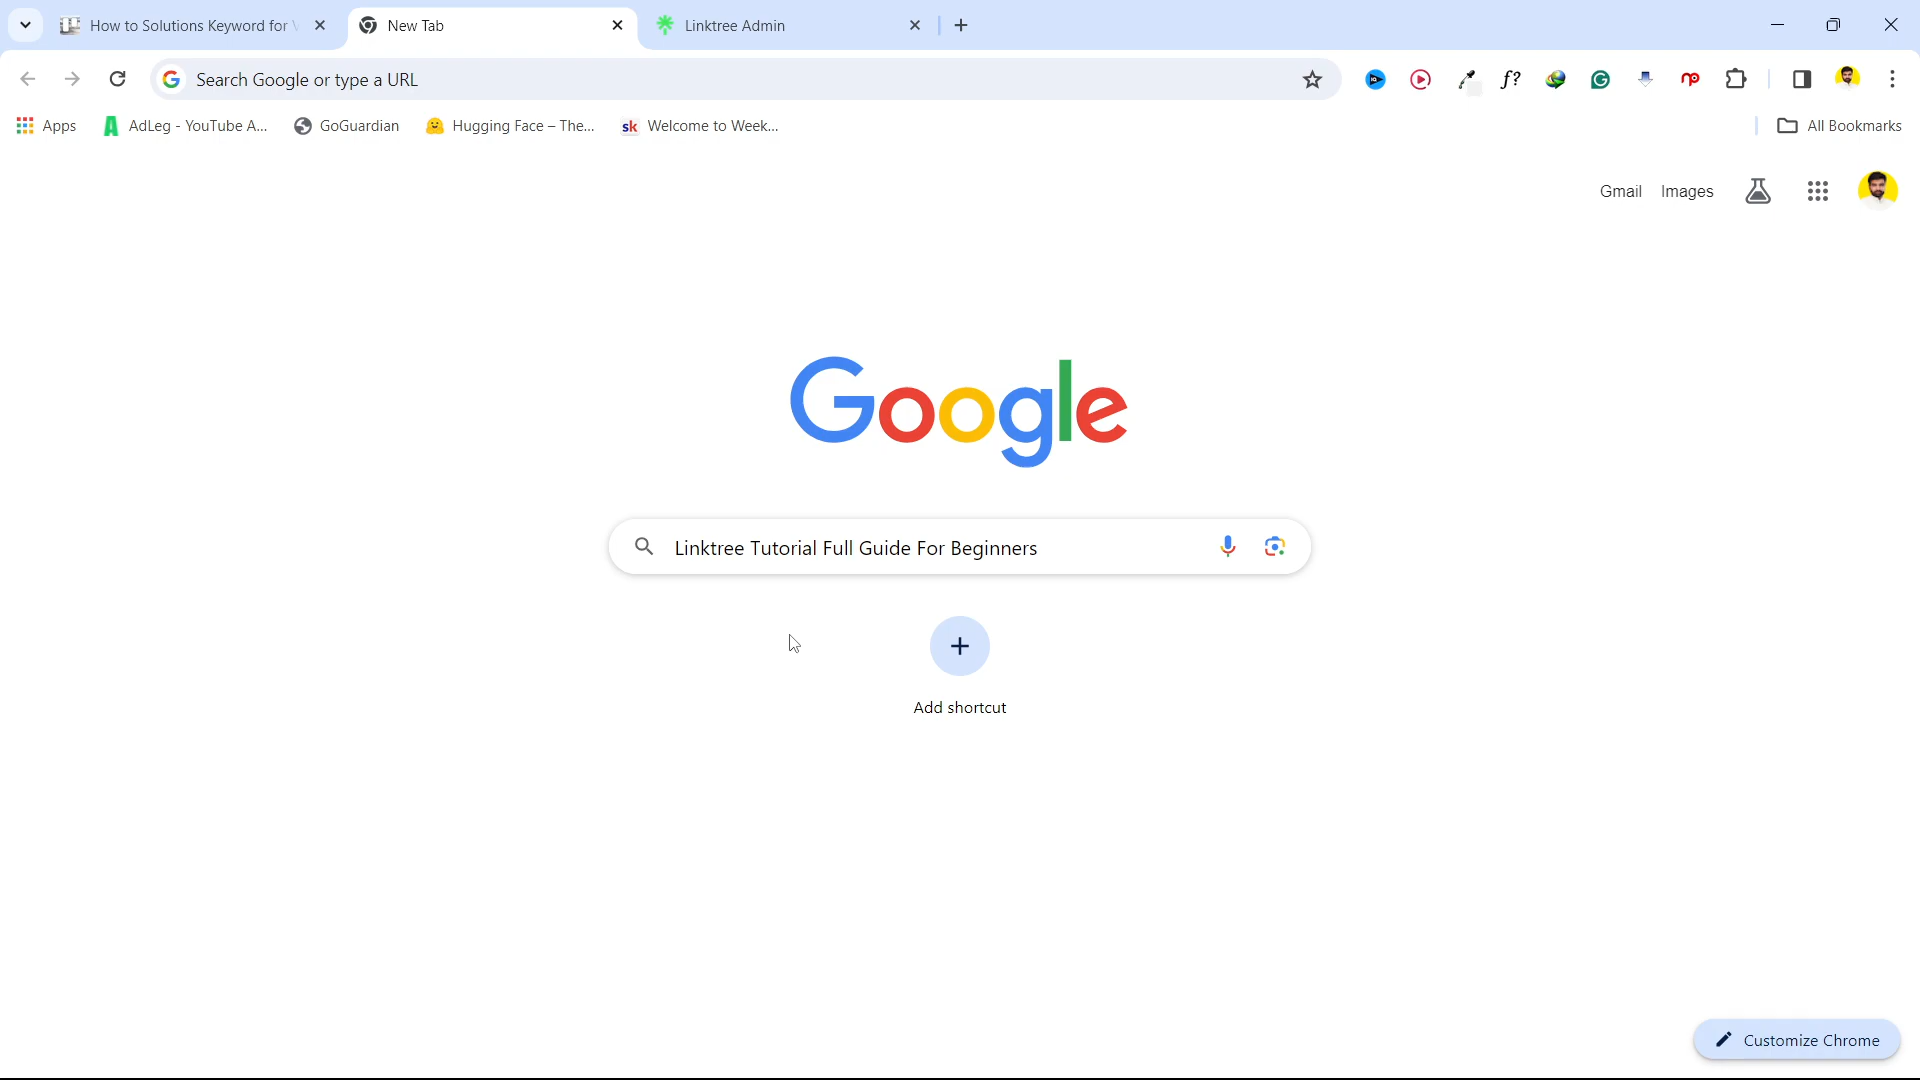 How to Solutions Keyword for
New Tab
Linktree Admin
Search Google or type a URL
Apps
AdLeg - YouTube A...
GoGuardian
Hugging Face – The...
sk Welcome to Week...
All Bookmarks
Gmail
Images
Google
Linktree Tutorial Full Guide For Beginners
Add shortcut
Customize Chrome